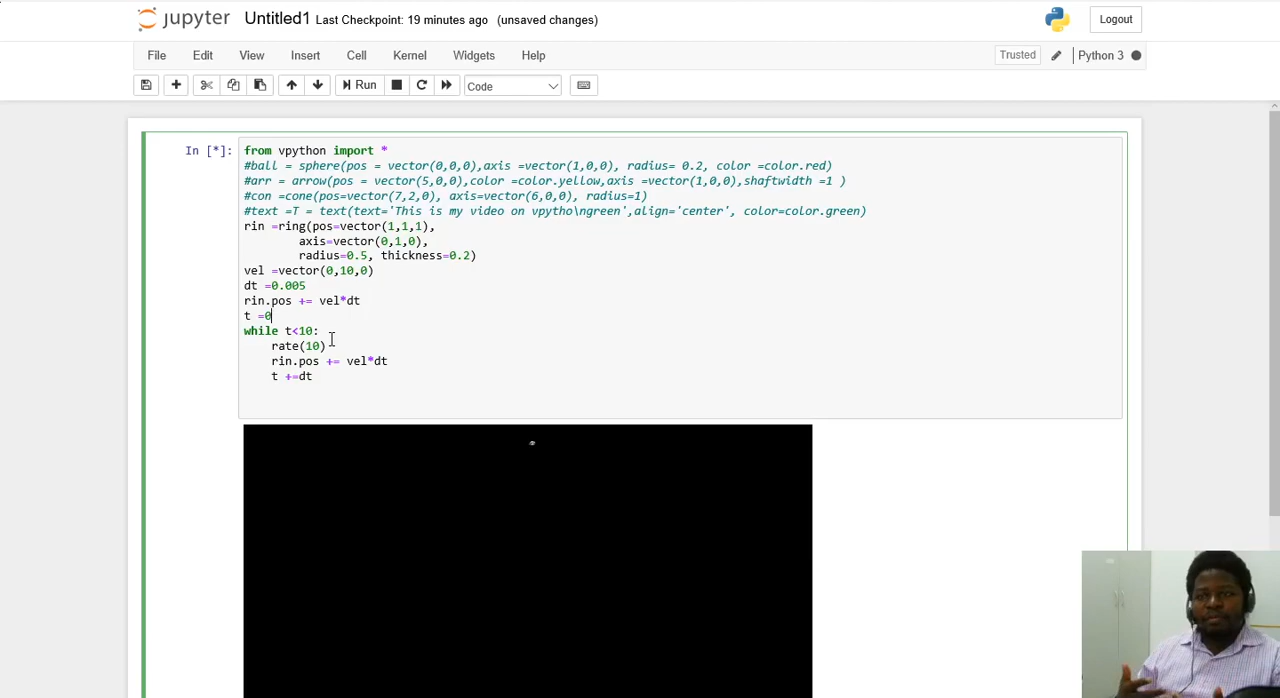 jupyter Untitled1 Last Checkpoint: 19 minutes ago (unsaved changes) Logout
File Edit View Insert Cell Kernel Widgets Help Trusted Python 3
Run Code
In [*]: from vpython import *
#ball = sphere(pos = vector(0,0,0),axis =vector(1,0,0), radius= 0.2, color =color.red)
#arr = arrow(pos = vector(5,0,0),color =color.yellow,axis =vector(1,0,0),shaftwidth =1 )
#con =cone(pos=vector(7,2,0), axis=vector(6,0,0), radius=1)
#text =T = text(text='This is my video on vpytho\ngreen',align='center', color=color.green)
rin =ring(pos=vector(1,1,1),
axis=vector(0,1,0),
radius=0.5, thickness=0.2)
vel =vector(0,10,0)
dt =0.005
rin.pos += vel*dt
t =0
while t<10:
rate(10)
rin.pos += vel*dt
t +=dt